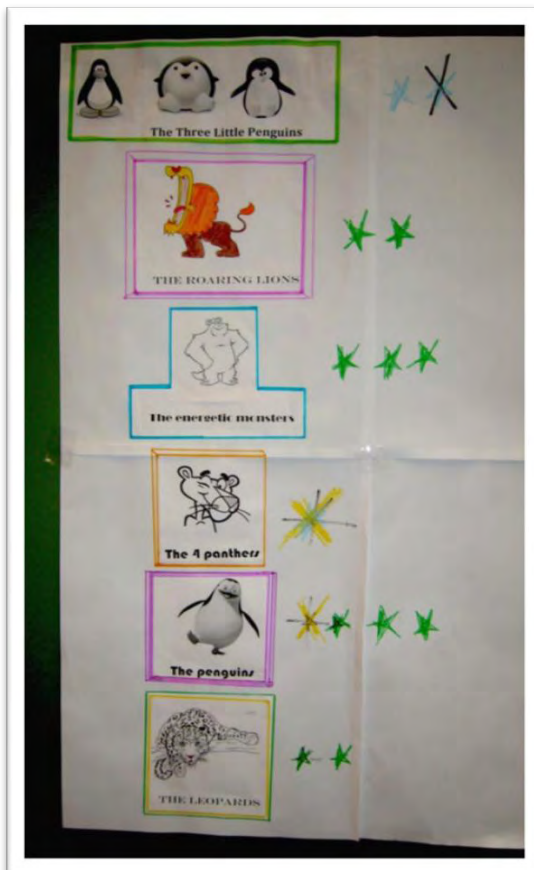 The Three Little Penguins
THE ROARING LIONS
The energetic monsters
The 4 panthers
The penguins
THE LEOPARDS